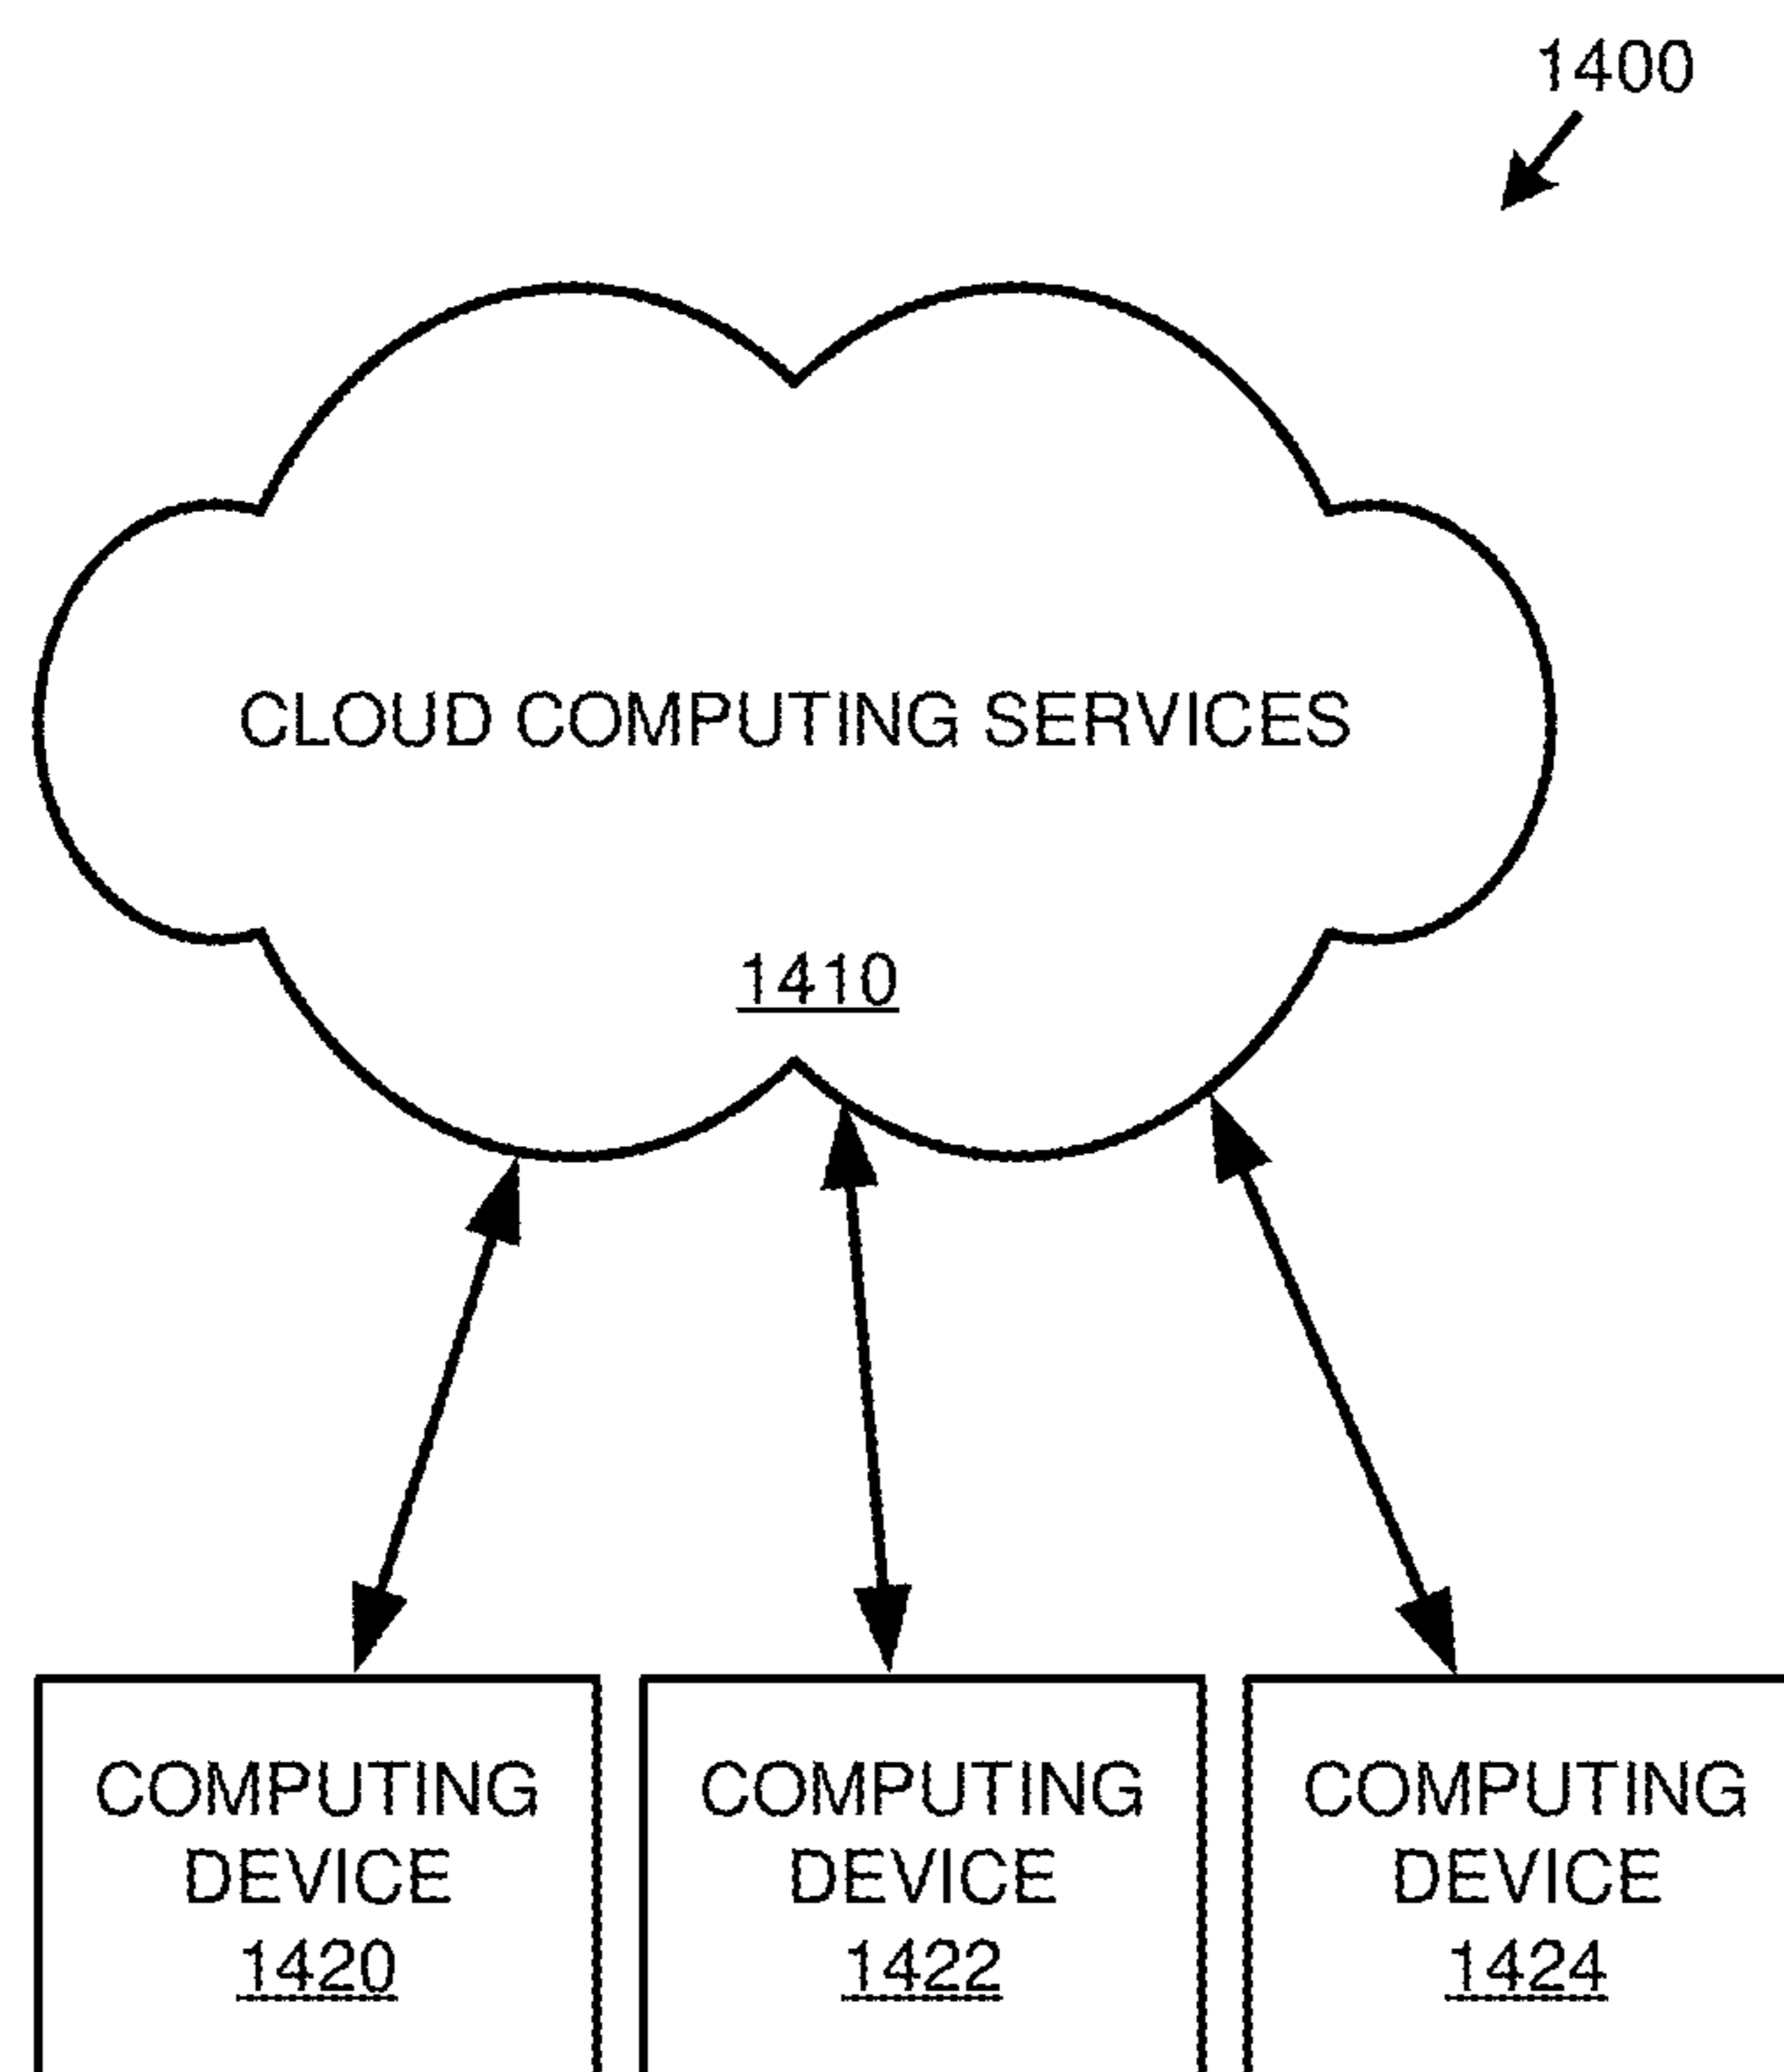 1400
CLOUD COMPUTING SERVICES
1410
COMPUTING
DEVICE
1420
COMPUTING
DEVICE
1422
COMPUTING
DEVICE
1424